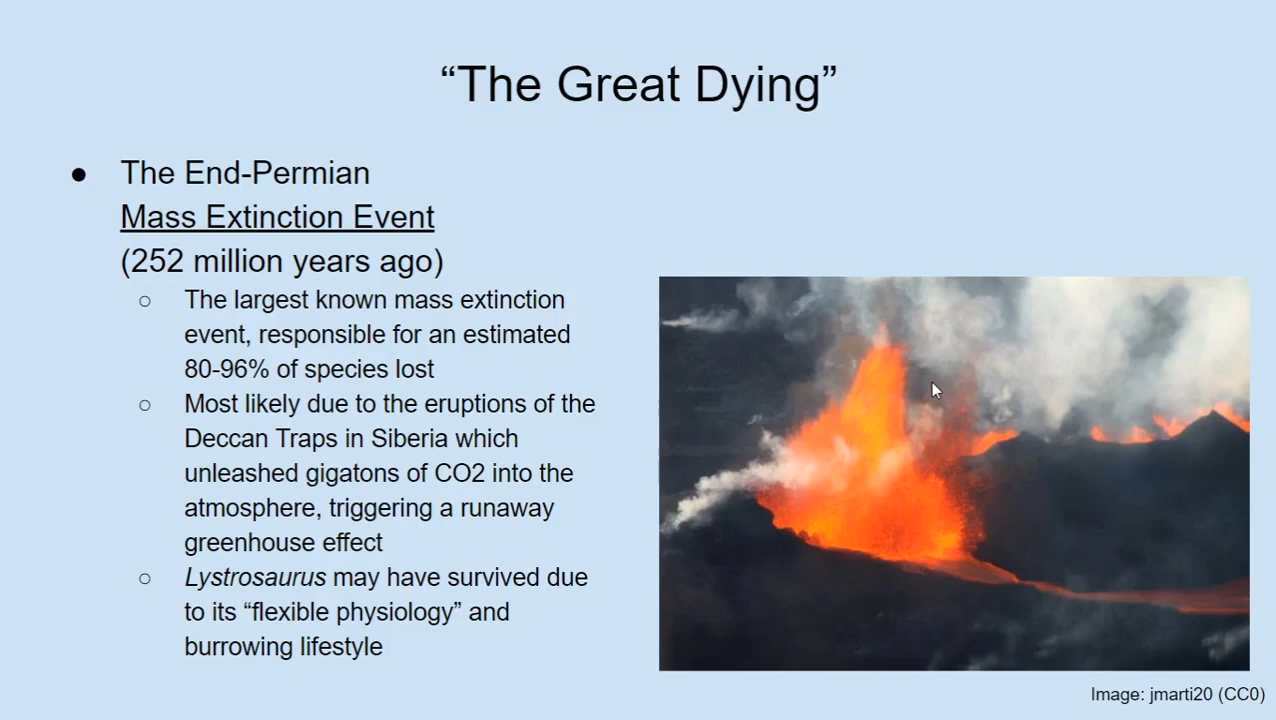 “The Great Dying”
● The End-Permian
Mass Extinction Event
(252 million years ago)
○ The largest known mass extinction
event, responsible for an estimated
80-96% of species lost
○ Most likely due to the eruptions of the
Deccan Traps in Siberia which
unleashed gigatons of CO2 into the
atmosphere, triggering a runaway
greenhouse effect
○ Lystrosaurus may have survived due
to its “flexible physiology” and
burrowing lifestyle
Image: jmarti20 (CC0)